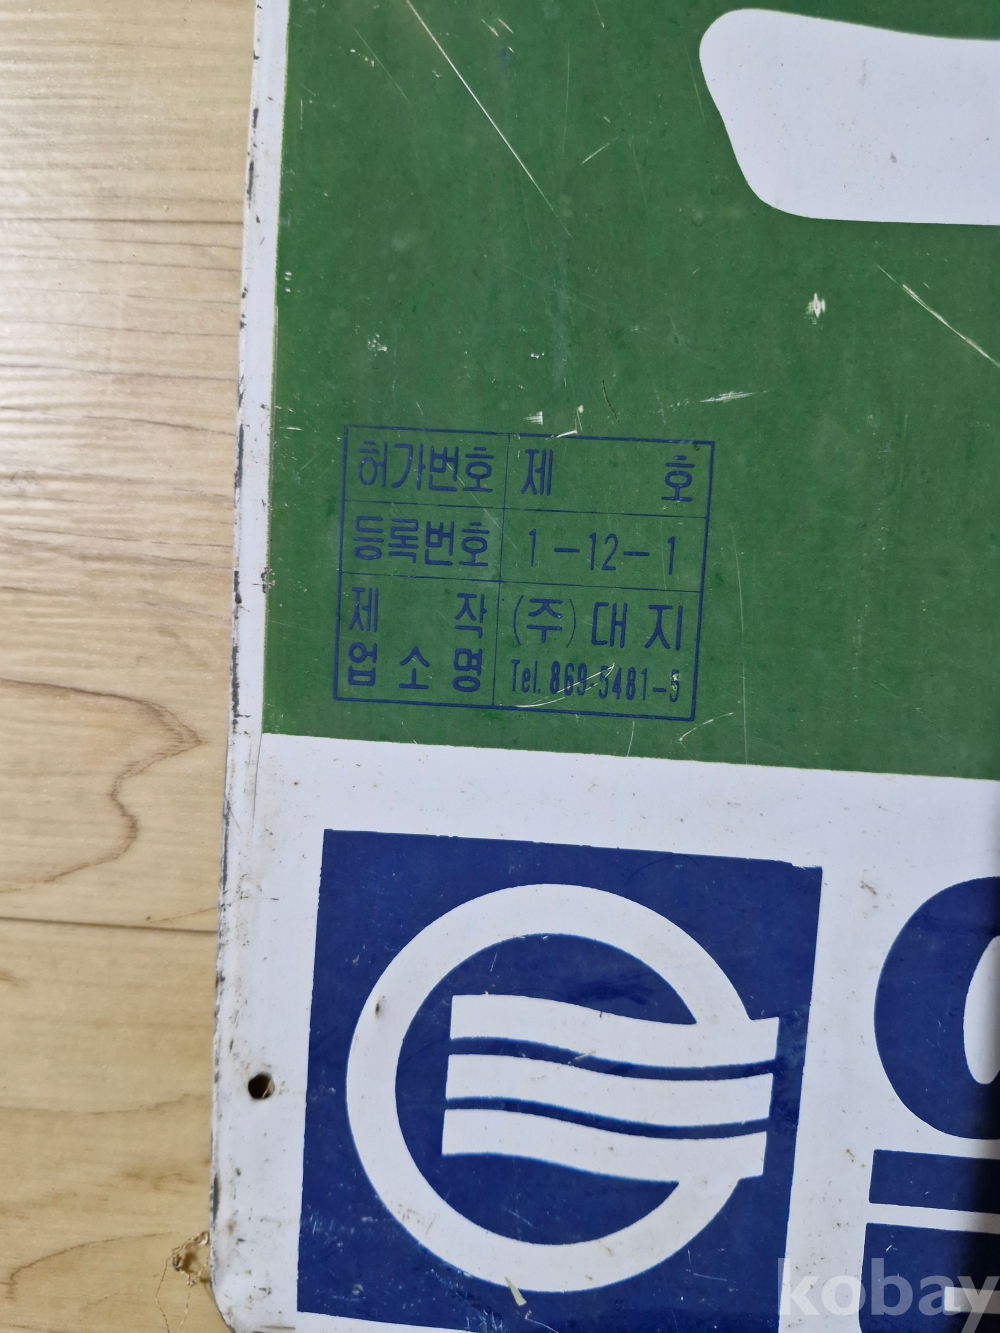 허가번호 제 호
등록번호 1-12-1
제 작 (주) 대 지
업 소 명 Tel. 869-5481-5
kobay